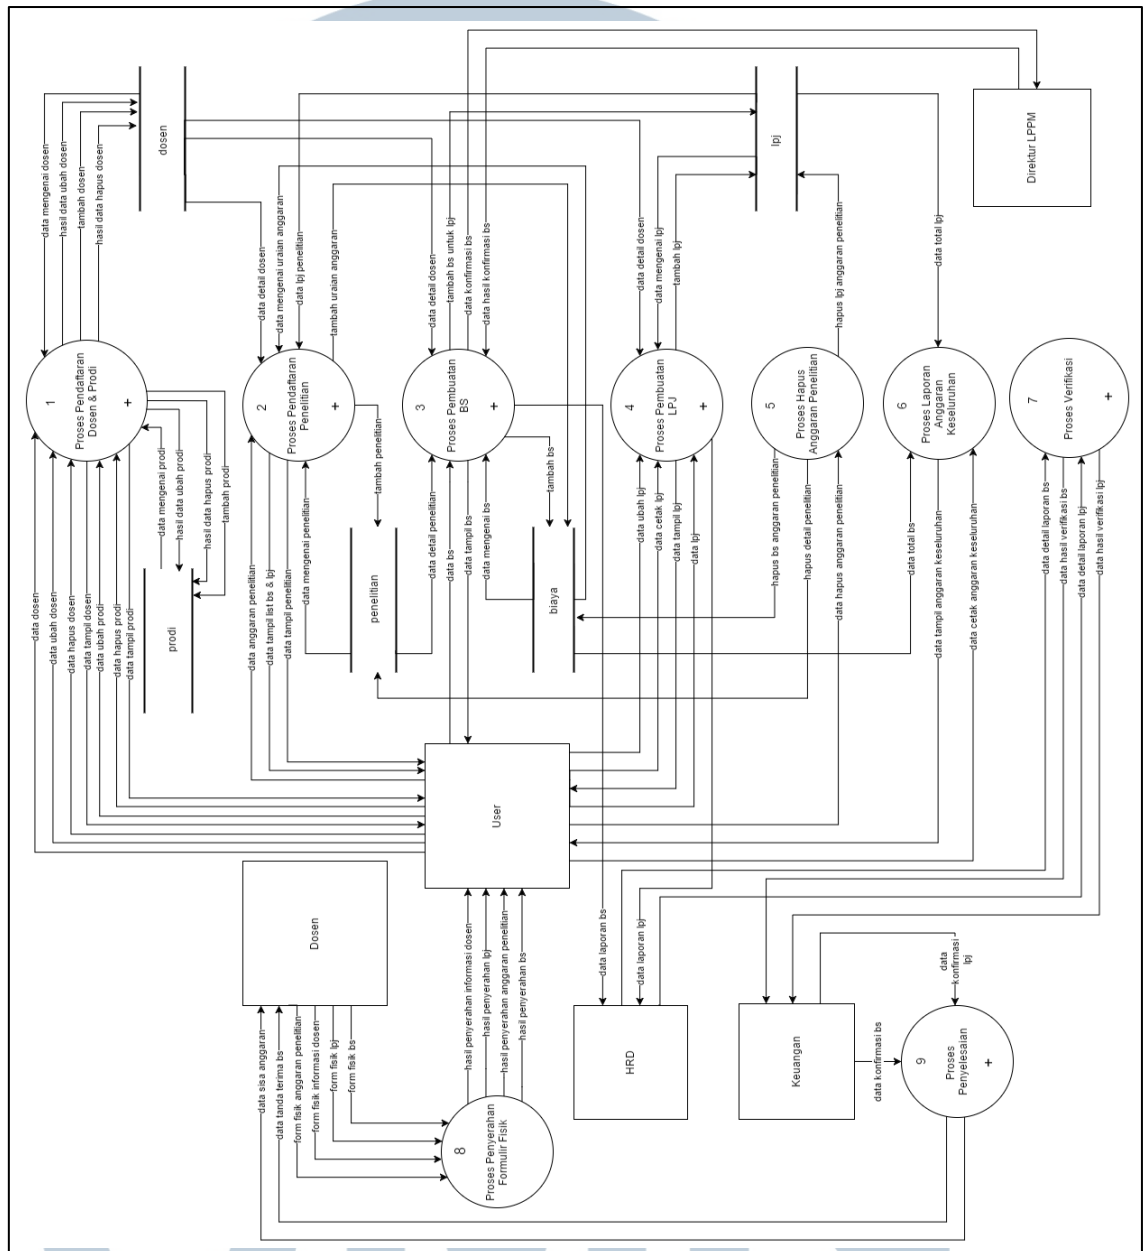 data mengenai dosen
hasil data ubah dosen
tambah dosen
hasil data hapus dosen
dosen
data detail dosen
data mengenai uraian anggaran
data lpj penelitian
tambah uraian anggaran
data detail dosen
tambah bs untuk lpj
data konfirmasi bs
data hasil konfirmasi bs
data detail dosen
data mengenai lpj
tambah lpj
lpj
hapus lpj anggaran penelitian
data total lpj
Direktur LPPM
1
Proses Pendaftaran
Dosen & Prodi
+
2
Proses Pendaftaran
Penelitian
+
3
Proses Pembuatan
BS
+
4
Proses Pembuatan
LPJ
+
5
Proses Hapus
Anggaran Penelitian
6
Proses Laporan
Anggaran
Keseluruhan
7
Proses Verifikasi
+
data dosen
data ubah dosen
data hapus dosen
data tampil dosen
data ubah prodi
data hapus prodi
data tampil prodi
data mengenai prodi
hasil data ubah prodi
hasil data hapus prodi
tambah prodi
prodi
data anggaran penelitian
data tampil list bs & lpj
data tampil penelitian
data mengenai penelitian
tambah penelitian
penelitian
data detail penelitian
data bs
data tampil bs
data mengenai bs
tambah bs
biaya
hapus bs anggaran penelitian
hapus detail penelitian
data hapus anggaran penelitian
data ubah lpj
data cetak lpj
data tampil lpj
data lpj
data total bs
data tampil anggaran keseluruhan
data cetak anggaran keseluruhan
data detail laporan bs
data hasil verifikasi bs
data detail laporan lpj
data hasil verifikasi lpj
User
Dosen
data sisa anggaran
data tanda terima bs
form fisik anggaran penelitian
form fisik informasi dosen
form fisik lpj
form fisik bs
hasil penyerahan informasi dosen
hasil penyerahan lpj
hasil penyerahan anggaran penelitian
hasil penyerahan bs
data laporan bs
data laporan lpj
HRD
Keuangan
data
konfirmasi
lpj
data konfirmasi bs
8
Proses Penyerahan
Formulir Fisik
9
Proses
Penyelesaian
+